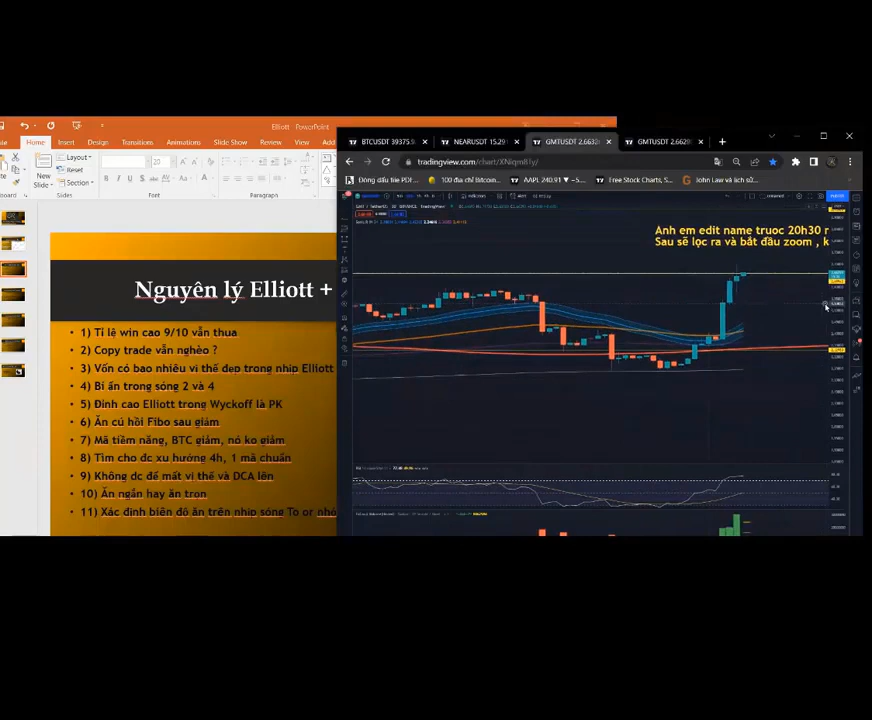 Elliott - PowerPoint
Home Insert Design Transitions Animations Slide Show Review View Add
New Slide
Layout
Reset
Section
20
Font
Paragraph
Nguyên lý Elliott +
1) Tỉ lệ win cao 9/10 vẫn thua
2) Copy trade vẫn nghèo ?
3) Vốn có bao nhiêu vị thế đẹp trong nhịp Elliott
4) Bí ẩn trong sóng 2 và 4
5) Đỉnh cao Elliott trong Wyckoff là PK
6) Ăn cú hồi Fibo sau giảm
7) Mã tiềm năng, BTC giảm, nó ko giảm
8) Tìm cho dc xu hướng 4h, 1 mã chuẩn
9) Không dc để mất vị thế và DCA lên
10) Ăn ngắn hay ăn trọn
11) Xác định biên độ ăn trên nhịp sóng To or nhỏ
BTCUSDT 39375.9 NEARUSDT 15.29 GMTUSDT 2.6632 GMTUSDT 2.6629
tradingview.com/chart/XNiqm81y/
100 địa chỉ Bitcoin... AAPL 240.91 ▼ −5.... Free Stock Charts, S... John Law và lịch sử...
Anh em edit name truoc 20h30 r
Sau sẽ lọc ra và bắt đầu zoom , k